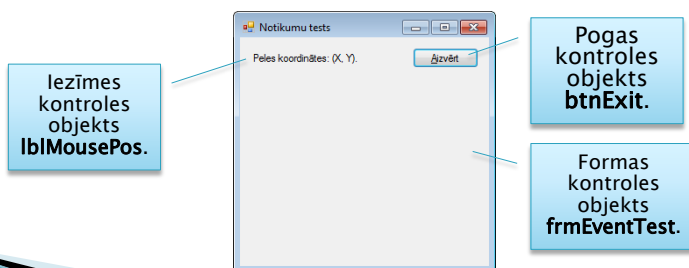 Notikumu tests
Peles koordinātes: (X, Y).
Aizvērt
Iezīmes
kontroles
objekts
lblMousePos.
Pogas
kontroles
objekts
btnExit.
Formas
kontroles
objekts
frmEventTest.